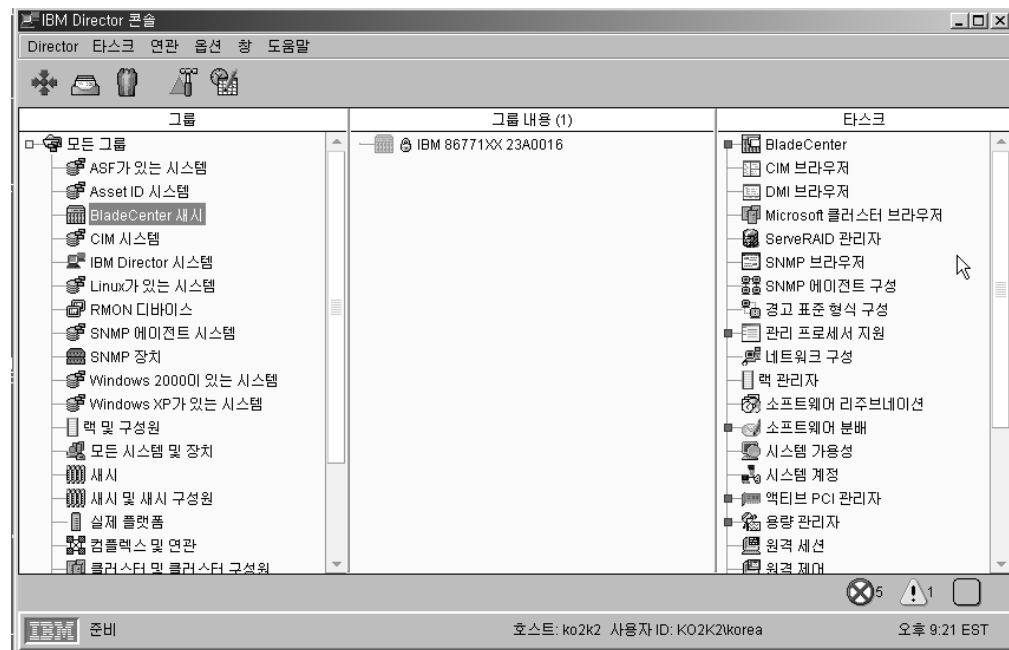 IBM Director 콘솔
Director 타스크 연관 옵션 창 도움말
그룹
모든 그룹
ASF가 있는 시스템
Asset ID 시스템
BladeCenter 섀시
CIM 시스템
IBM Director 시스템
Linux가 있는 시스템
RMON 디바이스
SNMP 에이전트 시스템
SNMP 장치
Windows 2000이 있는 시스템
Windows XP가 있는 시스템
랙 및 구성원
모든 시스템 및 장치
섀시
섀시 및 섀시 구성원
실제 플랫폼
컴플렉스 및 연관
클러스터 및 클러스터 구성원
그룹 내용 (1)
IBM 86771XX 23A0016
타스크
BladeCenter
CIM 브라우저
DMI 브라우저
Microsoft 클러스터 브라우저
ServeRAID 관리자
SNMP 브라우저
SNMP 에이전트 구성
경고 표준 형식 구성
관리 프로세서 지원
네트워크 구성
랙 관리자
소프트웨어 리주브네이션
소프트웨어 분배
시스템 가용성
시스템 계정
액티브 PCI 관리자
용량 관리자
원격 세션
원격 제어
5
1
IBM
준비
호스트: ko2k2 사용자 ID: KO2K2\korea
오후 9:21 EST